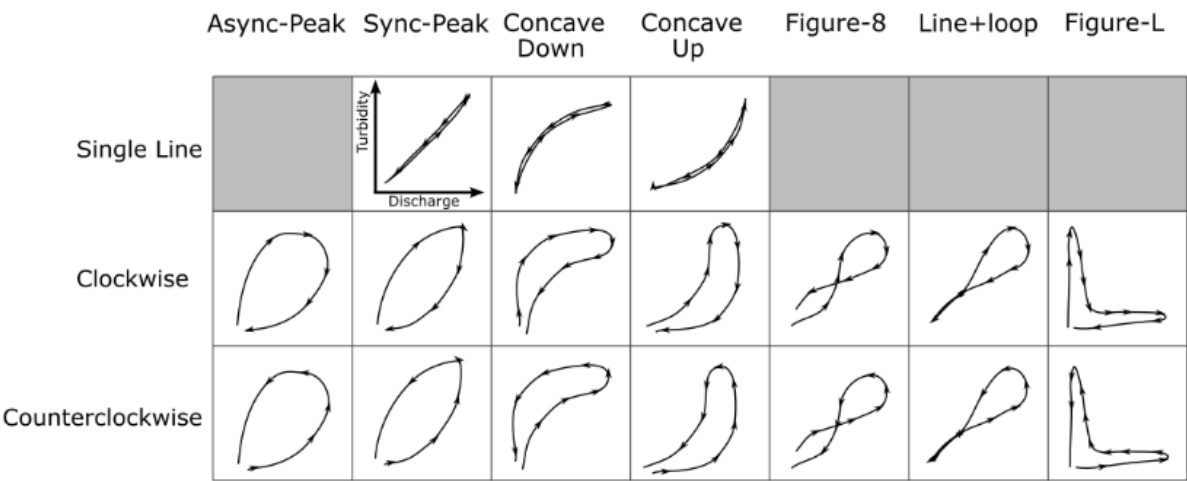 Async-Peak Sync-Peak Concave Down Concave Up Figure-8 Line+loop Figure-L
Single Line
Turbidity
Discharge
Clockwise
Counterclockwise